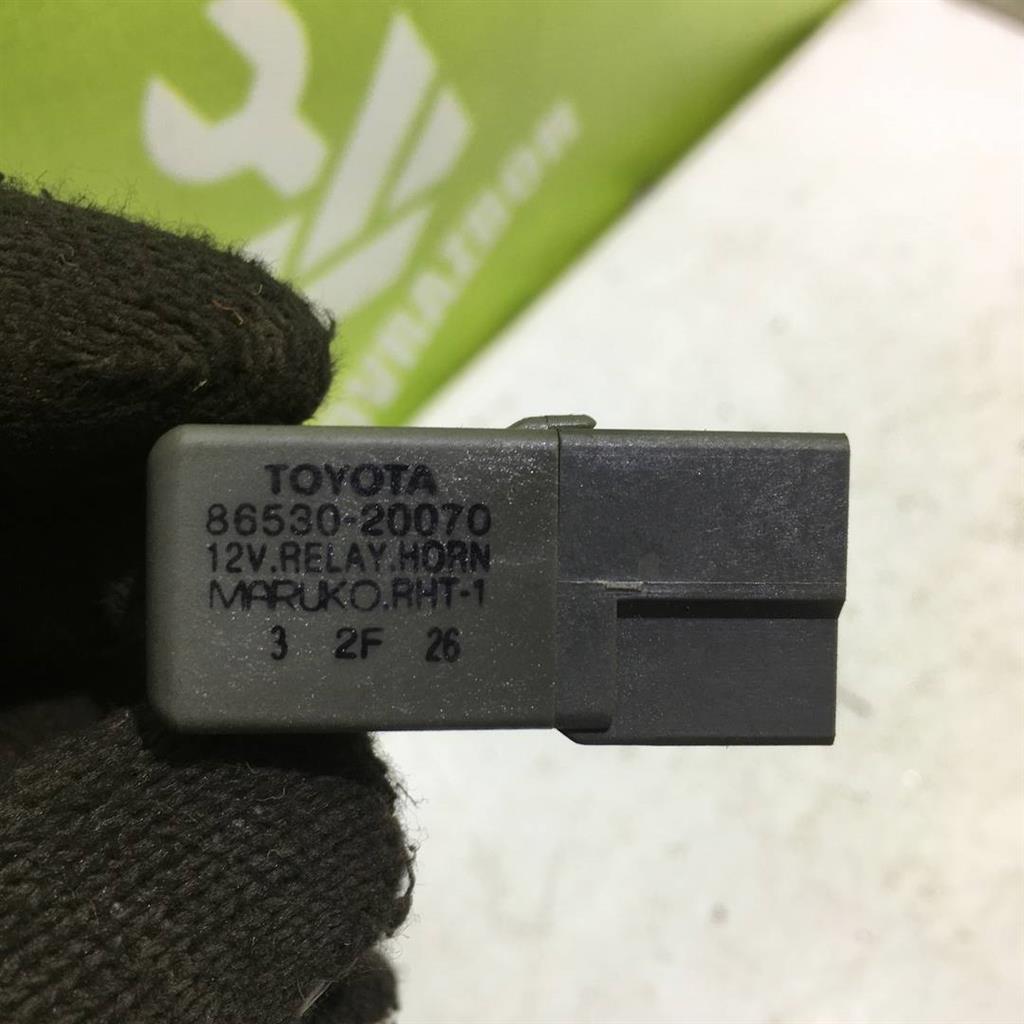 TOYOTA
86530-20070
12V.RELAY.HORN
MARUKO.RHT-1
3 2F 26